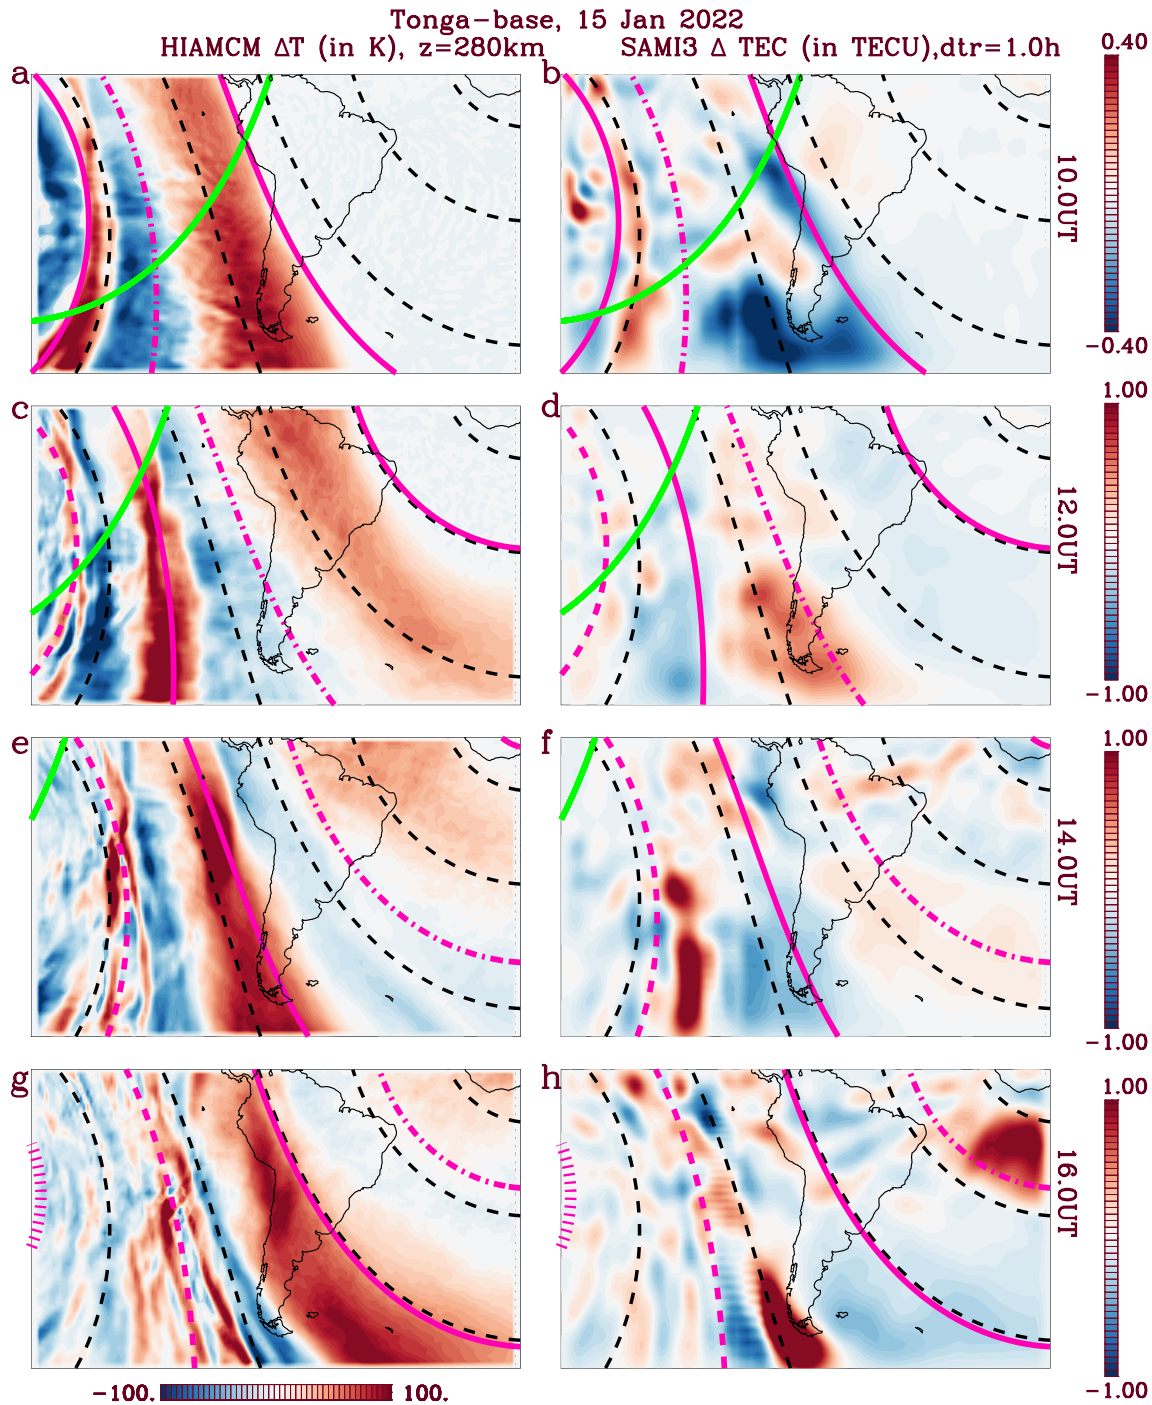 Tonga-base, 15 Jan 2022
HIAMCM ΔT (in K), z=280km
SAMI3 Δ TEC (in TECU),dtr=1.0h
0.40
a
b
10.0UT
-0.40
1.00
c
d
12.0UT
-1.00
1.00
e
f
14.0UT
-1.00
1.00
g
h
16.0UT
-1.00
-100.
100.